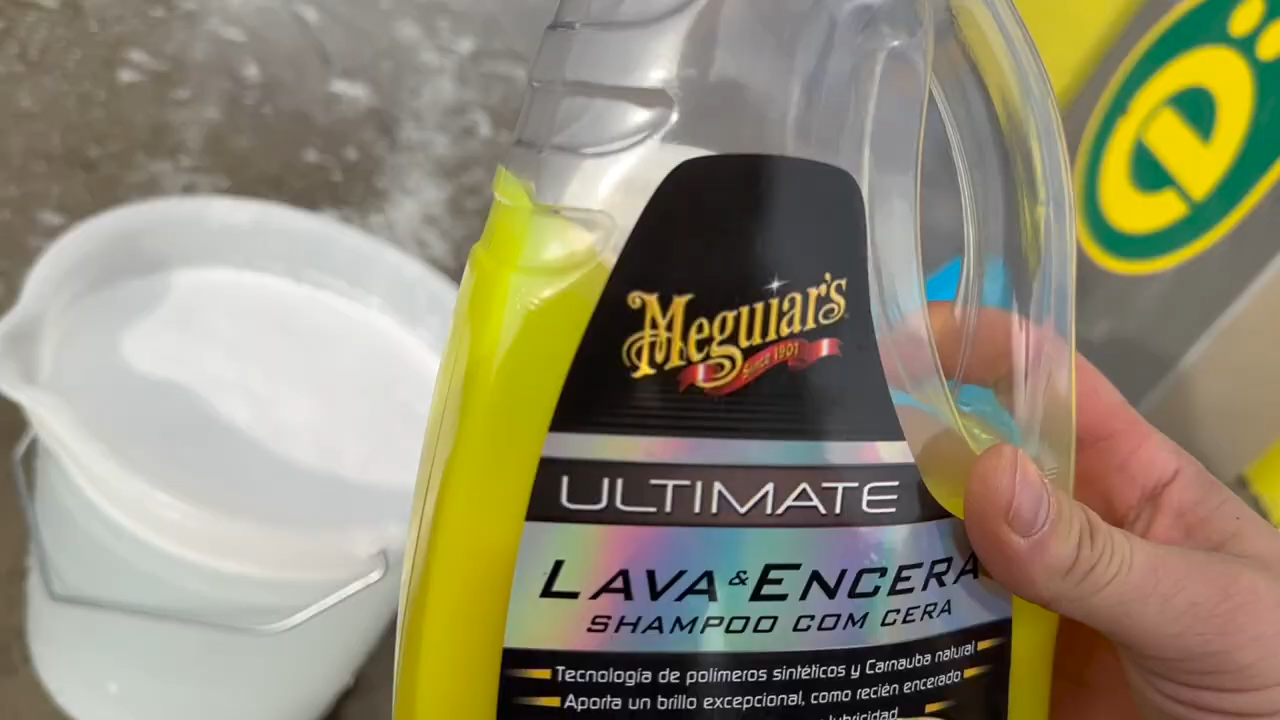 Meguiar's
Since 1901
ULTIMATE
LAVA & ENCERA
SHAMPOO COM CERA
Tecnología de polímeros sintéticos y Carnauba natural
Aporta un brillo excepcional, como recién encerado
lubricidad